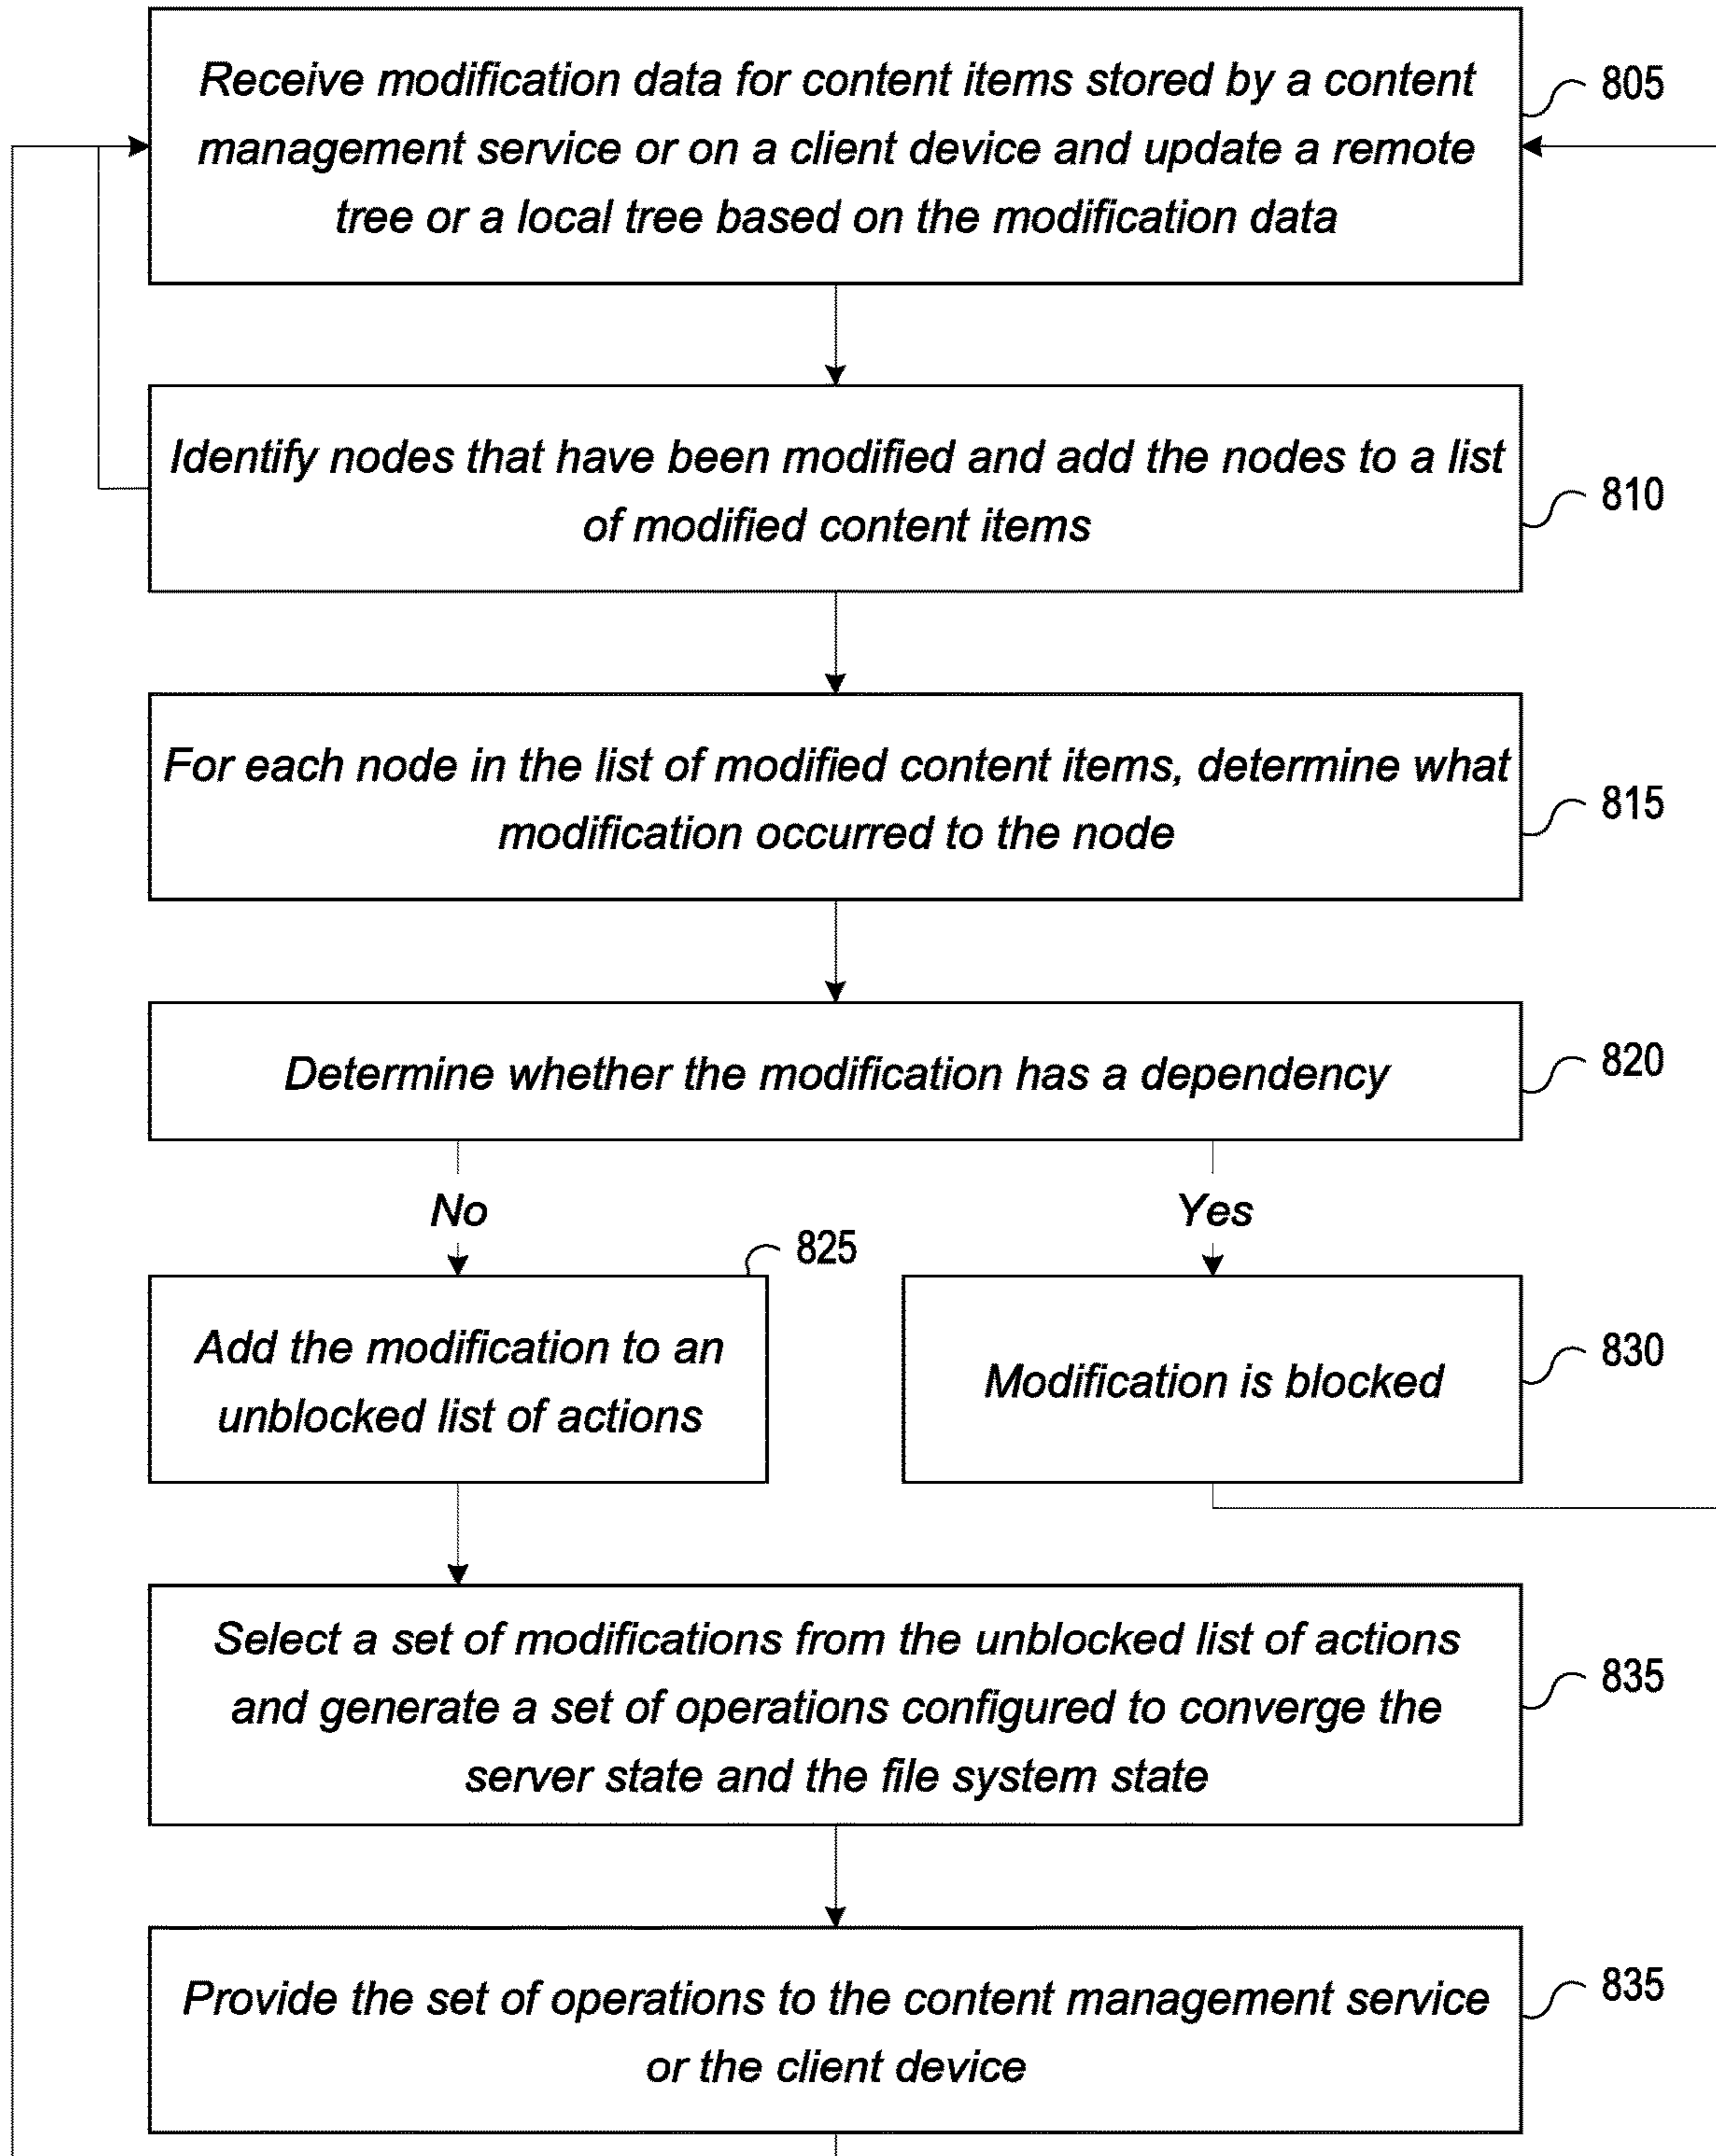 Receive modification data for content items stored by a content
management service or on a client device and update a remote
tree or a local tree based on the modification data
805
Identify nodes that have been modified and add the nodes to a list
of modified content items
810
For each node in the list of modified content items, determine what
modification occurred to the node
815
Determine whether the modification has a dependency
820
No
Yes
825
Add the modification to an
unblocked list of actions
Modification is blocked
830
Select a set of modifications from the unblocked list of actions
and generate a set of operations configured to converge the
server state and the file system state
835
Provide the set of operations to the content management service
or the client device
835